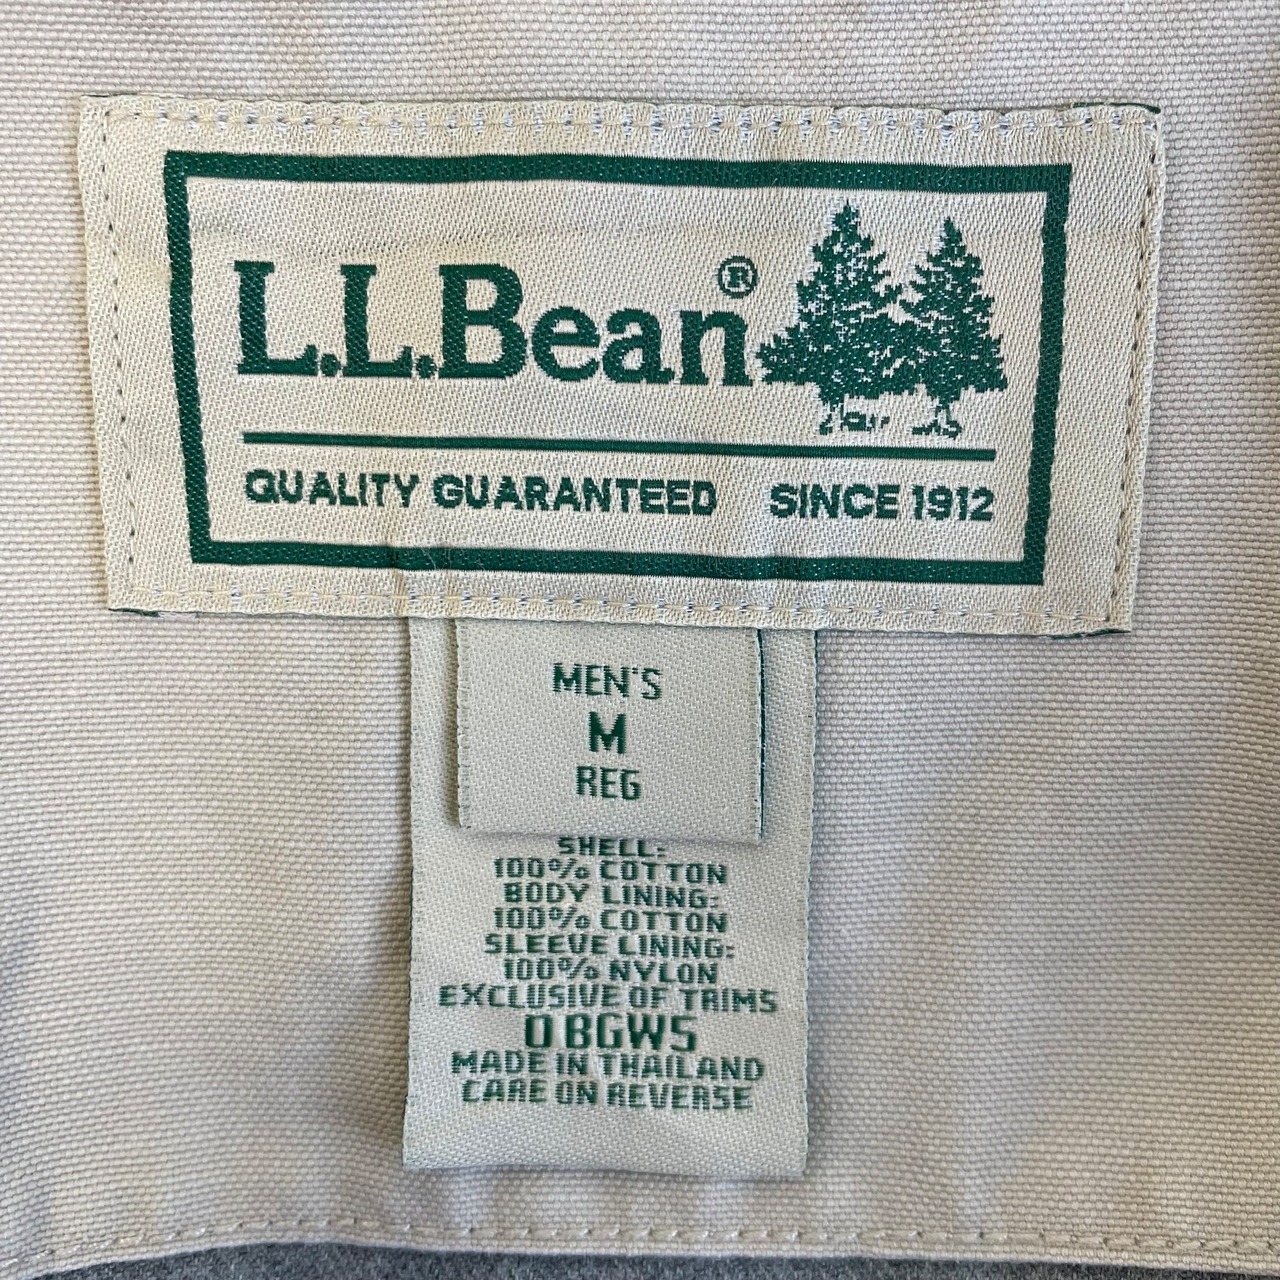 L.L.Bean®
QUALITY GUARANTEED SINCE 1912
MEN'S
M
REG
SHELL:
100% COTTON
BODY LINING:
100% COTTON
SLEEVE LINING:
100% NYLON
EXCLUSIVE OF TRIMS
0BGW5
MADE IN THAILAND
CARE ON REVERSE